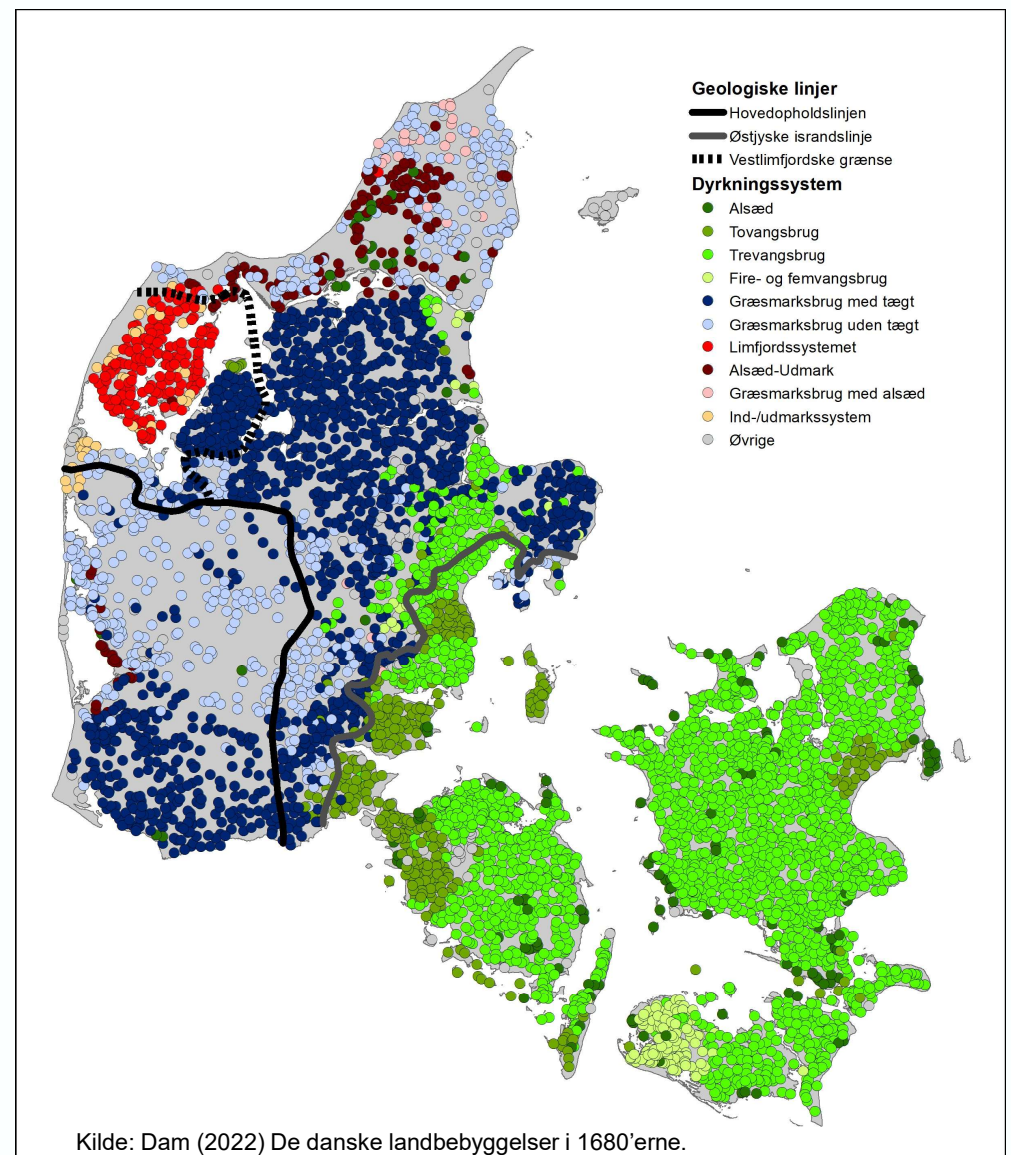 Geologiske linjer
Hovedopholdslinjen
Østjyske israndslinje
Vestlimfjordske grænse
Dyrkningssystem
Alsæd
Tovangsbrug
Trevangsbrug
Fire- og femvangsbrug
Græsmarksbrug med tægt
Græsmarksbrug uden tægt
Limfjordssystemet
Alsæd-Udmark
Græsmarksbrug med alsæd
Ind-/udmarkssystem
Øvrige
Kilde: Dam (2022) De danske landbebyggelser i 1680’erne.